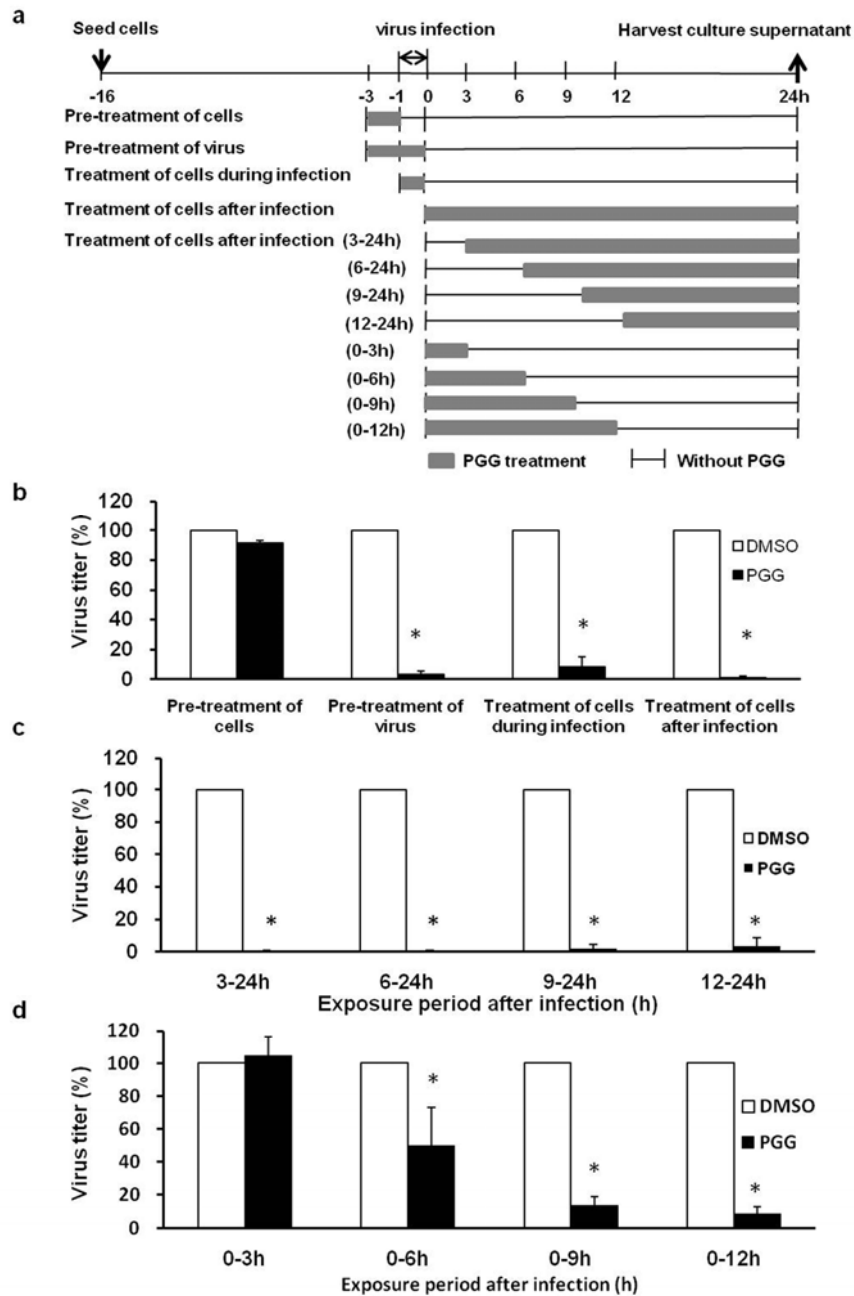 a
Seed cells virus infection Harvest culture supernatant
-16 -3 -1 0 3 6 9 12 24h
Pre-treatment of cells
Pre-treatment of virus
Treatment of cells during infection
Treatment of cells after infection
Treatment of cells after infection (3-24h)
(6-24h)
(9-24h)
(12-24h)
(0-3h)
(0-6h)
(0-9h)
(0-12h)
PGG treatment Without PGG
b
Virus titer (%)
120
100
80
60
40
20
0
* * *
DMSO
PGG
Pre-treatment of cells
Pre-treatment of virus
Treatment of cells during infection
Treatment of cells after infection
c
Virus titer (%)
120
100
80
60
40
20
0
* * * *
DMSO
PGG
3-24h 6-24h 9-24h 12-24h
Exposure period after infection (h)
d
Virus titer (%)
120
100
80
60
40
20
0
* * *
DMSO
PGG
0-3h 0-6h 0-9h 0-12h
Exposure period after infection (h)